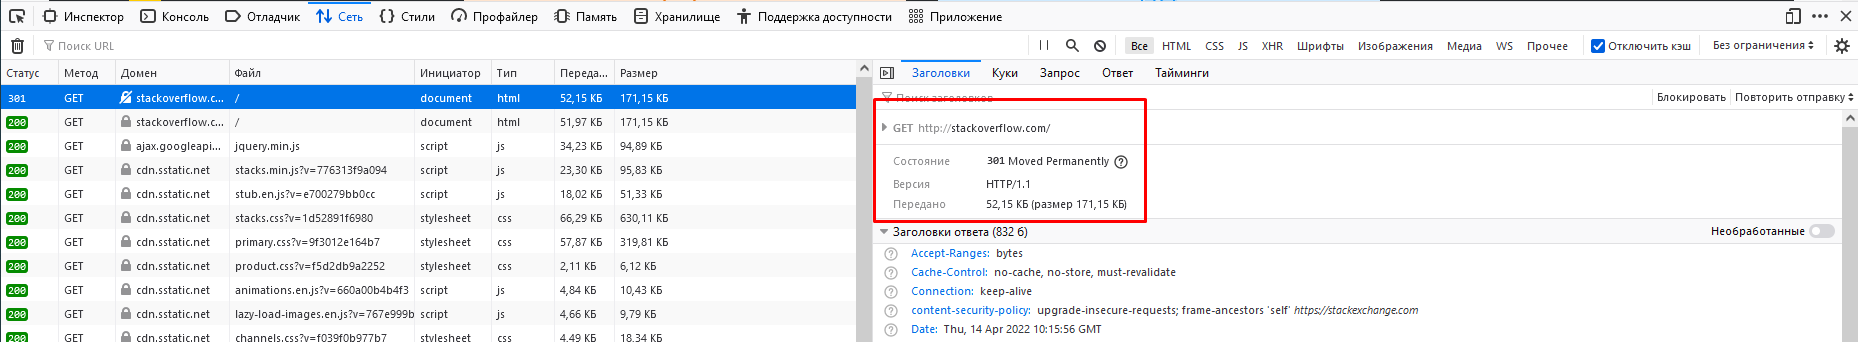 Инспектор Консоль Отладчик Сеть Стили Профайлер Память Хранилище Поддержка доступности Приложение
Поиск URL Все HTML CSS JS XHR Шрифты Изображения Медиа WS Прочее Отключить кэш Без ограничения
Статус Метод Домен Файл Инициатор Тип Переда... Размер
301 GET stackoverflow.c... / document html 52,15 КБ 171,15 КБ
200 GET stackoverflow.c... / document html 51,97 КБ 171,15 КБ
200 GET ajax.googleapi... jquery.min.js script js 34,23 КБ 94,89 КБ
200 GET cdn.sstatic.net stacks.min.js?v=776313f9a094 script js 23,30 КБ 95,83 КБ
200 GET cdn.sstatic.net stub.en.js?v=e700279bb0cc script js 18,02 КБ 51,33 КБ
200 GET cdn.sstatic.net stacks.css?v=1d52891f6980 stylesheet css 66,29 КБ 630,11 КБ
200 GET cdn.sstatic.net primary.css?v=9f3012e164b7 stylesheet css 57,87 КБ 319,81 КБ
200 GET cdn.sstatic.net product.css?v=f5d2db9a2252 stylesheet css 2,11 КБ 6,12 КБ
200 GET cdn.sstatic.net animations.en.js?v=660a00b4b4f3 script js 4,84 КБ 10,43 КБ
200 GET cdn.sstatic.net lazy-load-images.en.js?v=767e999b script js 4,66 КБ 9,79 КБ
200 GET cdn.sstatic.net channels.css?v=f039f0b977b7 stylesheet css 4,49 КБ 18,34 КБ
Заголовки Куки Запрос Ответ Тайминги
Поиск заголовков Блокировать Повторить отправку
GET http://stackoverflow.com/
Состояние 301 Moved Permanently
Версия HTTP/1.1
Передано 52,15 КБ (размер 171,15 КБ)
Заголовки ответа (832 б) Необработанные
Accept-Ranges: bytes
Cache-Control: no-cache, no-store, must-revalidate
Connection: keep-alive
content-security-policy: upgrade-insecure-requests; frame-ancestors 'self' https://stackexchange.com
Date: Thu, 14 Apr 2022 10:15:56 GMT